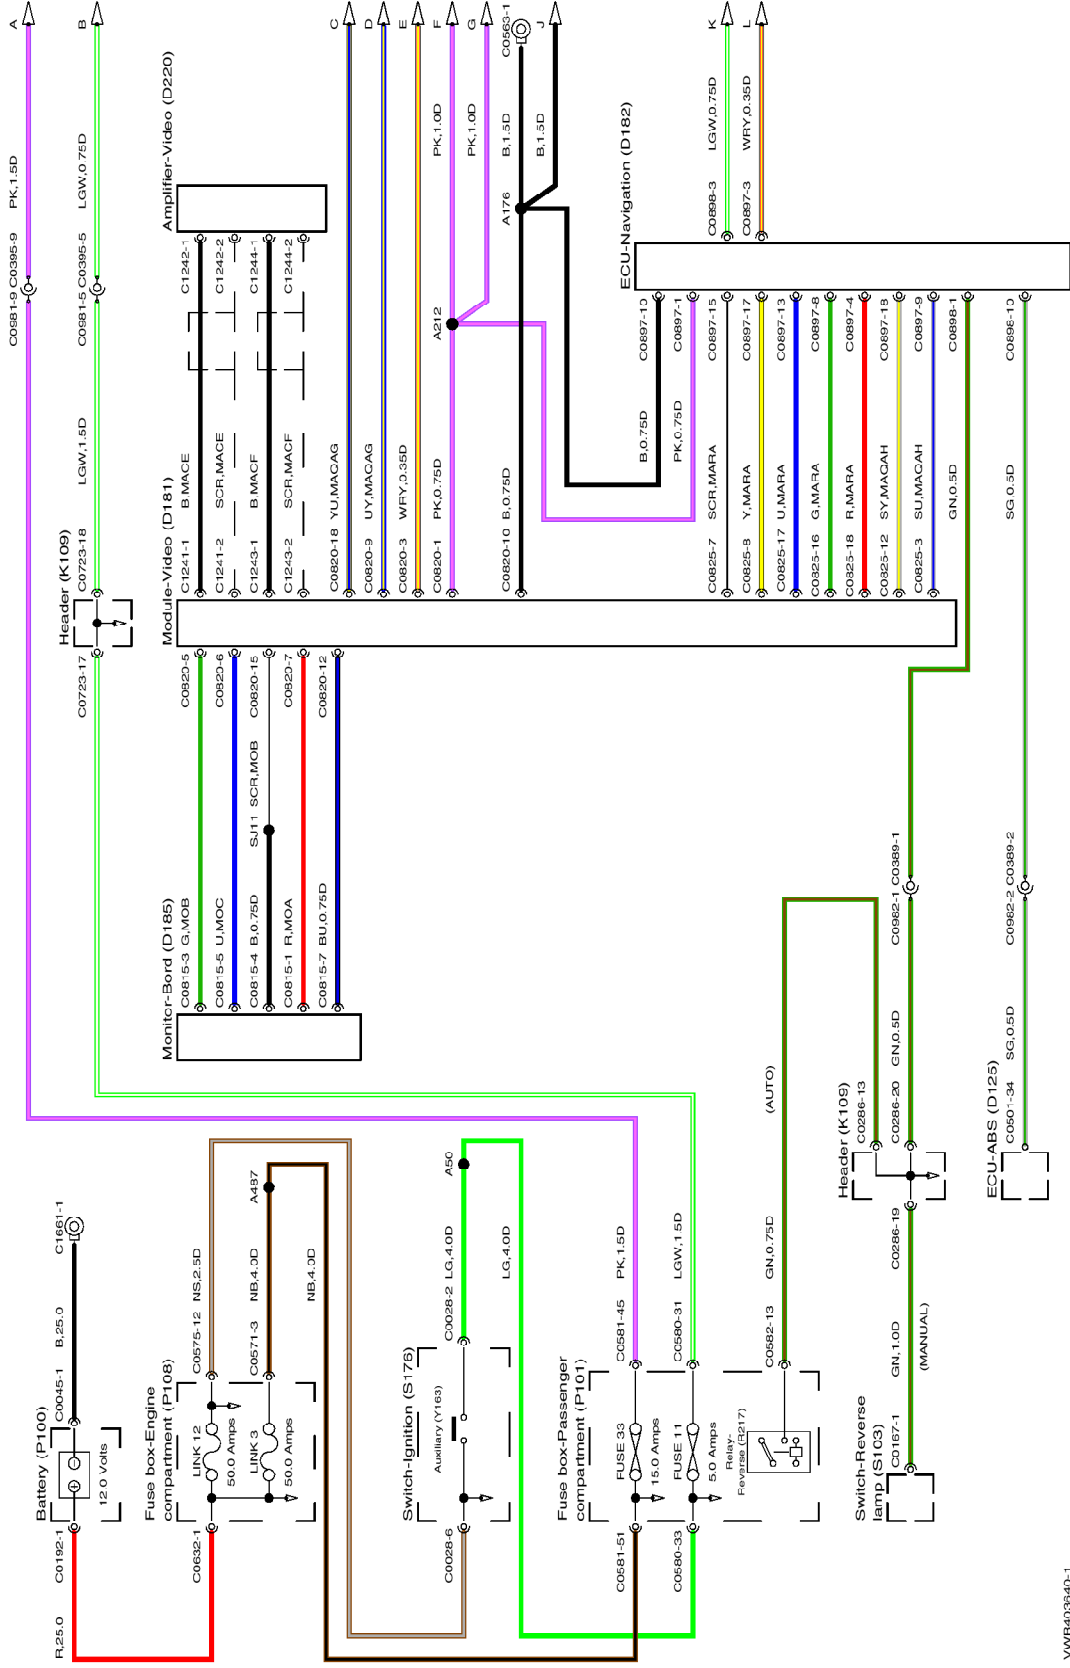 A
PK,1.5D
C0981-9 C0395-9
B
LGW,0.75D
C0981-5 C0395-5
LGW,1.5D
Header (K109)
C0723-18
C0723-17
Amplifier-Video (D220)
C1242-1
C1242-2
C1244-1
C1244-2
Module-Video (D181)
C1241-1 B,MACE
C1241-2 SCR,MACE
C1243-1 B,MACF
C1243-2 SCR,MACF
C
C0820-18 YU,MACAG
D
C0820-9 UY,MACAG
E
C0820-3 WRY,0.35D
F
PK,1.0D
C0820-1 PK,0.75D
A212
G
PK,1.0D
C0563-1
B,1.5D
A176
C0820-10 B,0.75D
J
B,1.5D
ECU-Navigation (D182)
K
C0898-3 LGW,0.75D
L
C0897-3 WRY,0.35D
B,0.75D C0897-10
PK,0.75D C0897-1
C0825-7 SCR,MARA C0897-15
C0825-8 Y,MARA C0897-17
C0825-17 U,MARA C0897-13
C0825-16 G,MARA C0897-8
C0825-18 R,MARA C0897-4
C0825-12 SY,MAQAH C0897-18
C0825-3 SU,MAQAH C0897-9
GN,0.5D C0898-1
SG,0.5D C0898-10
Monitor-Bord (D185)
C0815-3 G,MOB C0820-5
C0815-5 U,MOC C0820-6
C0815-4 B,0.75D SJ11 SCR,MOB C0820-15
C0815-1 R,MOA C0820-7
C0815-7 BU,0.75D C0820-12
C0982-1 C0389-1
C0982-2 C0389-2
Battery (P100)
C0192-1
12.0 Volts
C0045-1
B,25.0
C1661-1
R,25.0
Fuse box-Engine
compartment (P108)
C0632-1
LINK 12
50.0 Amps
LINK 3
50.0 Amps
C0575-12 NS,2.5D
C0571-3 NB,4.0D
A487
NB,4.0D
Switch-Ignition (S176)
Auxiliary (Y163)
C0028-6
C0028-2 LG,4.0D
A50
LG,4.0D
Fuse box-Passenger
compartment (P101)
C0581-51
FUSE 33
15.0 Amps
C0581-45 PK,1.5D
C0580-33
FUSE 11
5.0 Amps
C0580-31 LGW,1.5D
Relay-
Reverse (R217)
C0582-13 GN,0.75D
(AUTO)
Switch-Reverse
lamp (S103)
C0167-1 GN,1.0D
(MANUAL)
C0286-19
Header (K109)
C0286-13
C0286-20 GN,0.5D
ECU-ABS (D125)
C0501-34 SG,0.5D
VWR403640-1